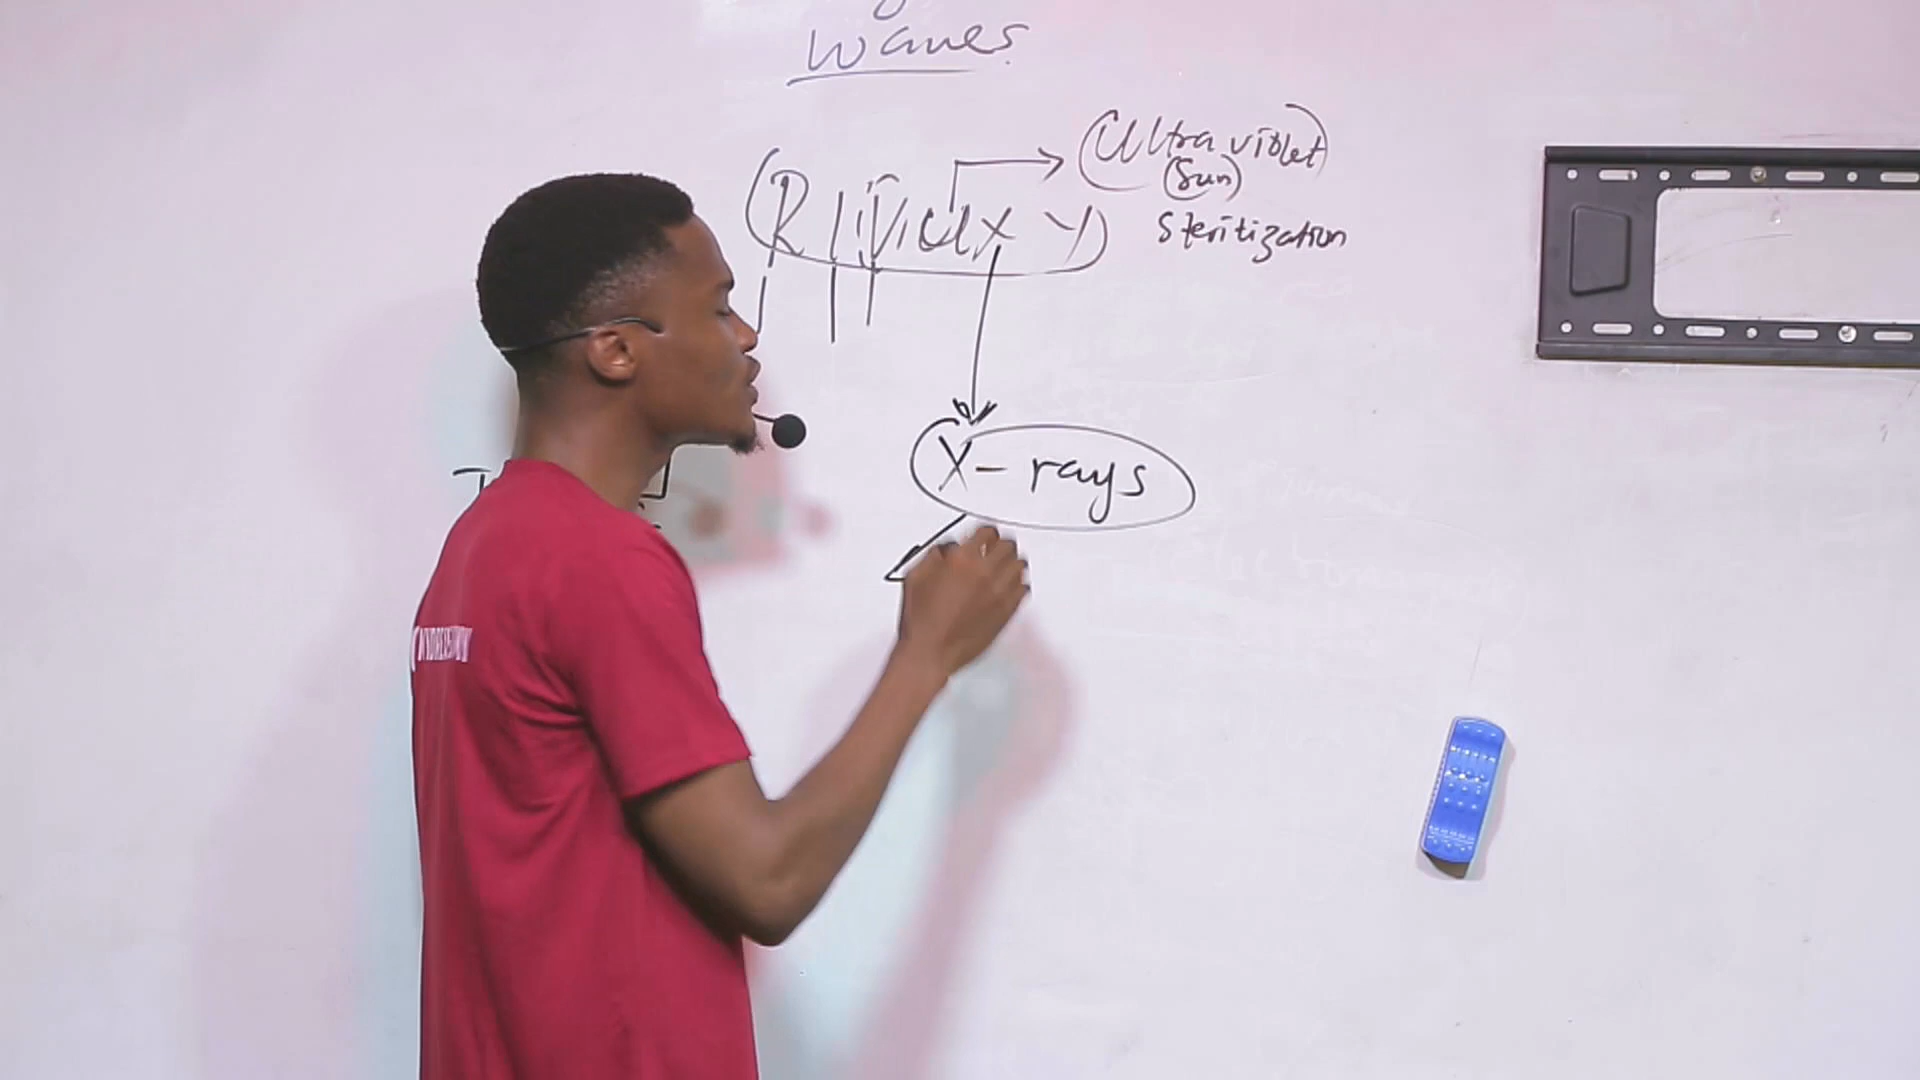 Waves.
(R I V U X Y)
Ultra violet
(Sun)
Sterilization
X-rays